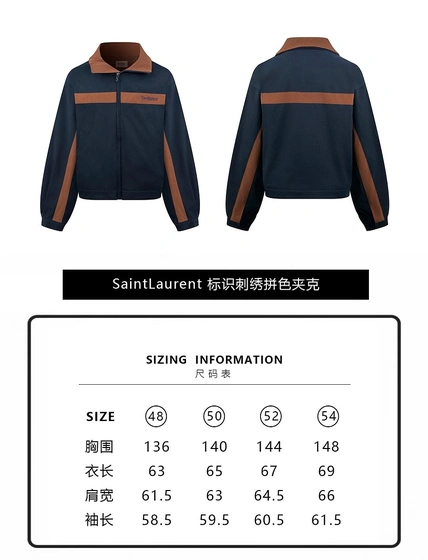 SaintLaurent 标识刺绣拼色夹克
SIZING INFORMATION
尺码表
SIZE 48 50 52 54
胸围 136 140 144 148
衣长 63 65 67 69
肩宽 61.5 63 64.5 66
袖长 58.5 59.5 60.5 61.5